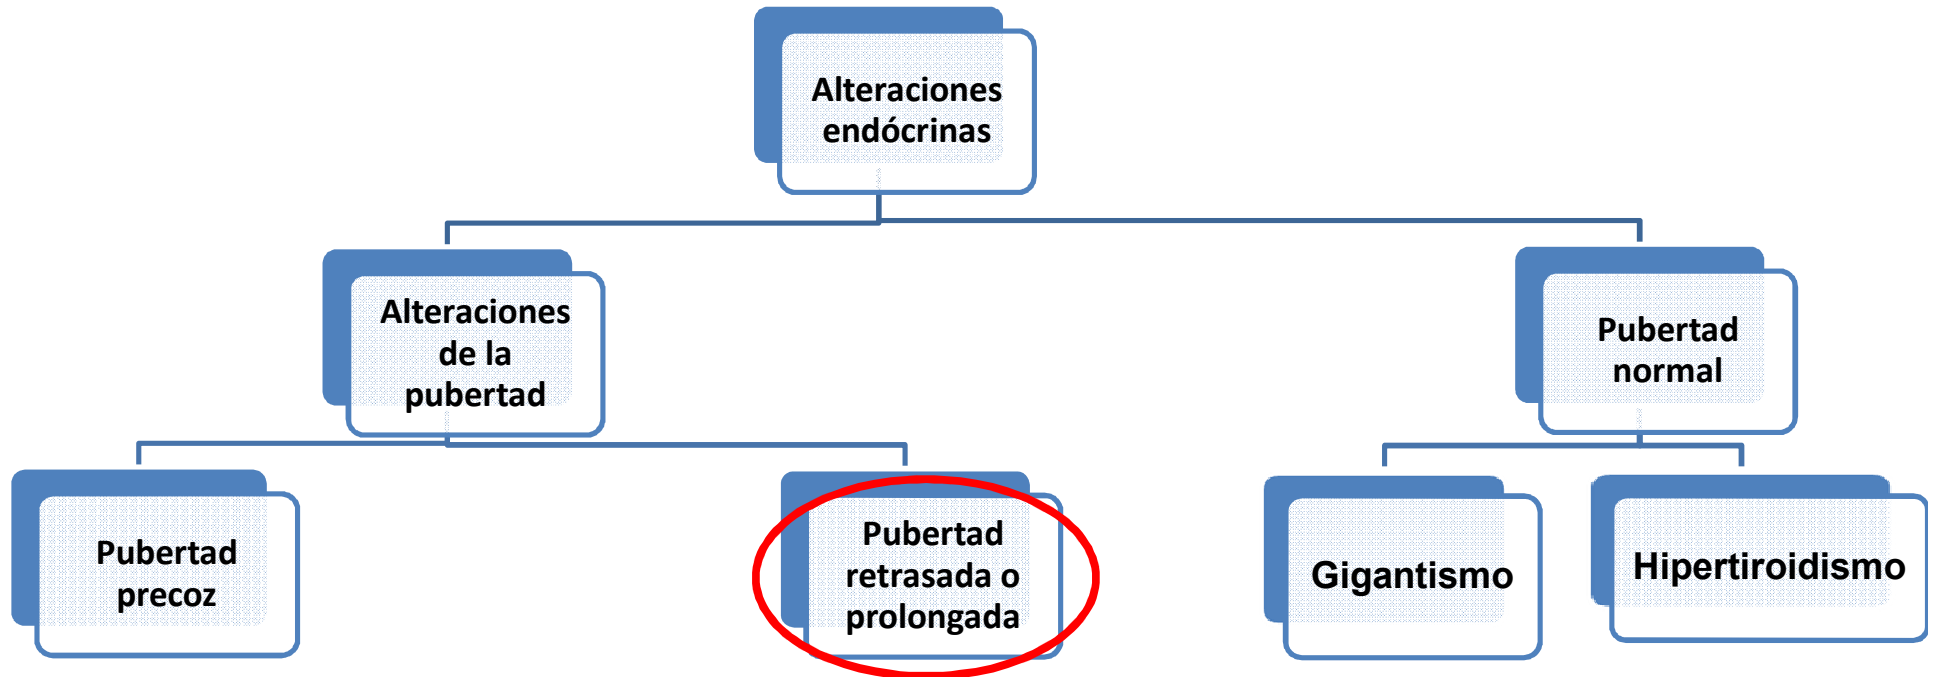 Alteraciones
endócrinas
Alteraciones
de la
pubertad
Pubertad
normal
Pubertad
precoz
Pubertad
retrasada o
prolongada
Gigantismo
Hipertiroidismo